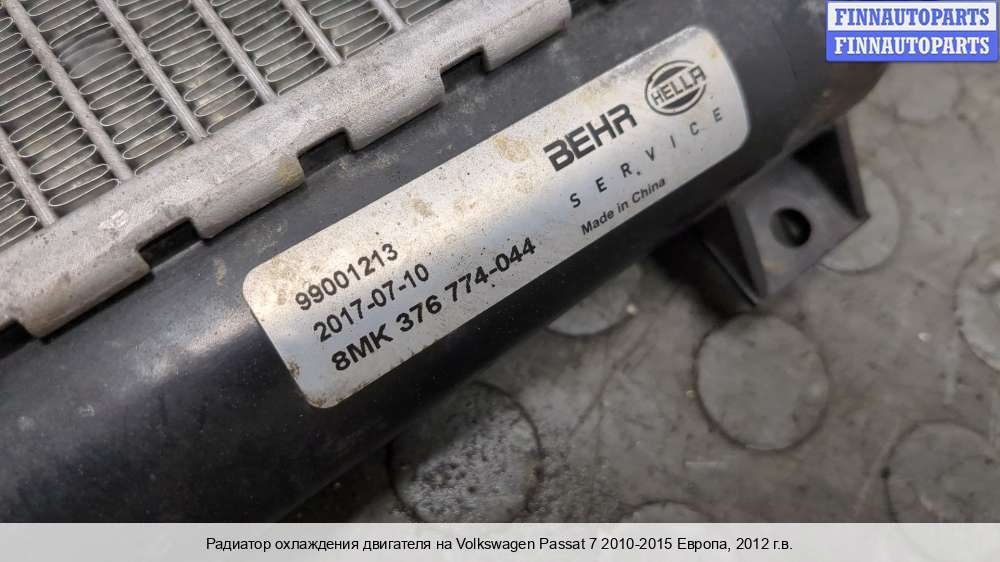 FINNAUTOPARTS
FINNAUTOPARTS
BEHR HELLA
SERVICE
Made in China
99001213
2017-07-10
8MK 376 774-044
Радиатор охлаждения двигателя на Volkswagen Passat 7 2010-2015 Европа, 2012 г.в.